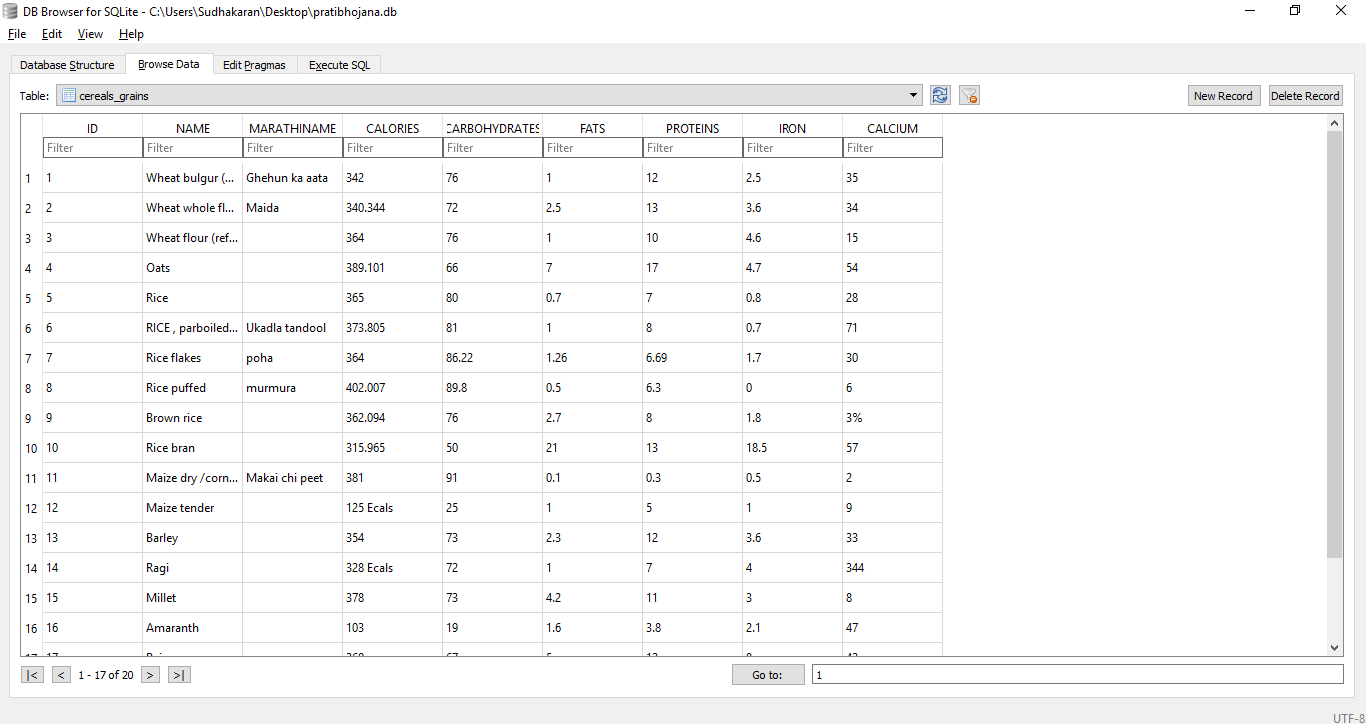 DB Browser for SQLite - C:\Users\Sudhakaran\Desktop\pratibhojana.db
File Edit View Help
Database Structure Browse Data Edit Pragmas Execute SQL
Table: cereals_grains New Record Delete Record
ID NAME MARATHINAME CALORIES CARBOHYDRATES FATS PROTEINS IRON CALCIUM
Filter Filter Filter Filter Filter Filter Filter Filter Filter
1 1 Wheat bulgur (... Ghehun ka aata 342 76 1 12 2.5 35
2 2 Wheat whole fl... Maida 340.344 72 2.5 13 3.6 34
3 3 Wheat flour (ref... 364 76 1 10 4.6 15
4 4 Oats 389.101 66 7 17 4.7 54
5 5 Rice 365 80 0.7 7 0.8 28
6 6 RICE , parboiled... Ukadla tandool 373.805 81 1 8 0.7 71
7 7 Rice flakes poha 364 86.22 1.26 6.69 1.7 30
8 8 Rice puffed murmura 402.007 89.8 0.5 6.3 0 6
9 9 Brown rice 362.094 76 2.7 8 1.8 3%
10 10 Rice bran 315.965 50 21 13 18.5 57
11 11 Maize dry /corn... Makai chi peet 381 91 0.1 0.3 0.5 2
12 12 Maize tender 125 Ecals 25 1 5 1 9
13 13 Barley 354 73 2.3 12 3.6 33
14 14 Ragi 328 Ecals 72 1 7 4 344
15 15 Millet 378 73 4.2 11 3 8
16 16 Amaranth 103 19 1.6 3.8 2.1 47
|< < 1 - 17 of 20 > >| Go to: 1
UTF-8